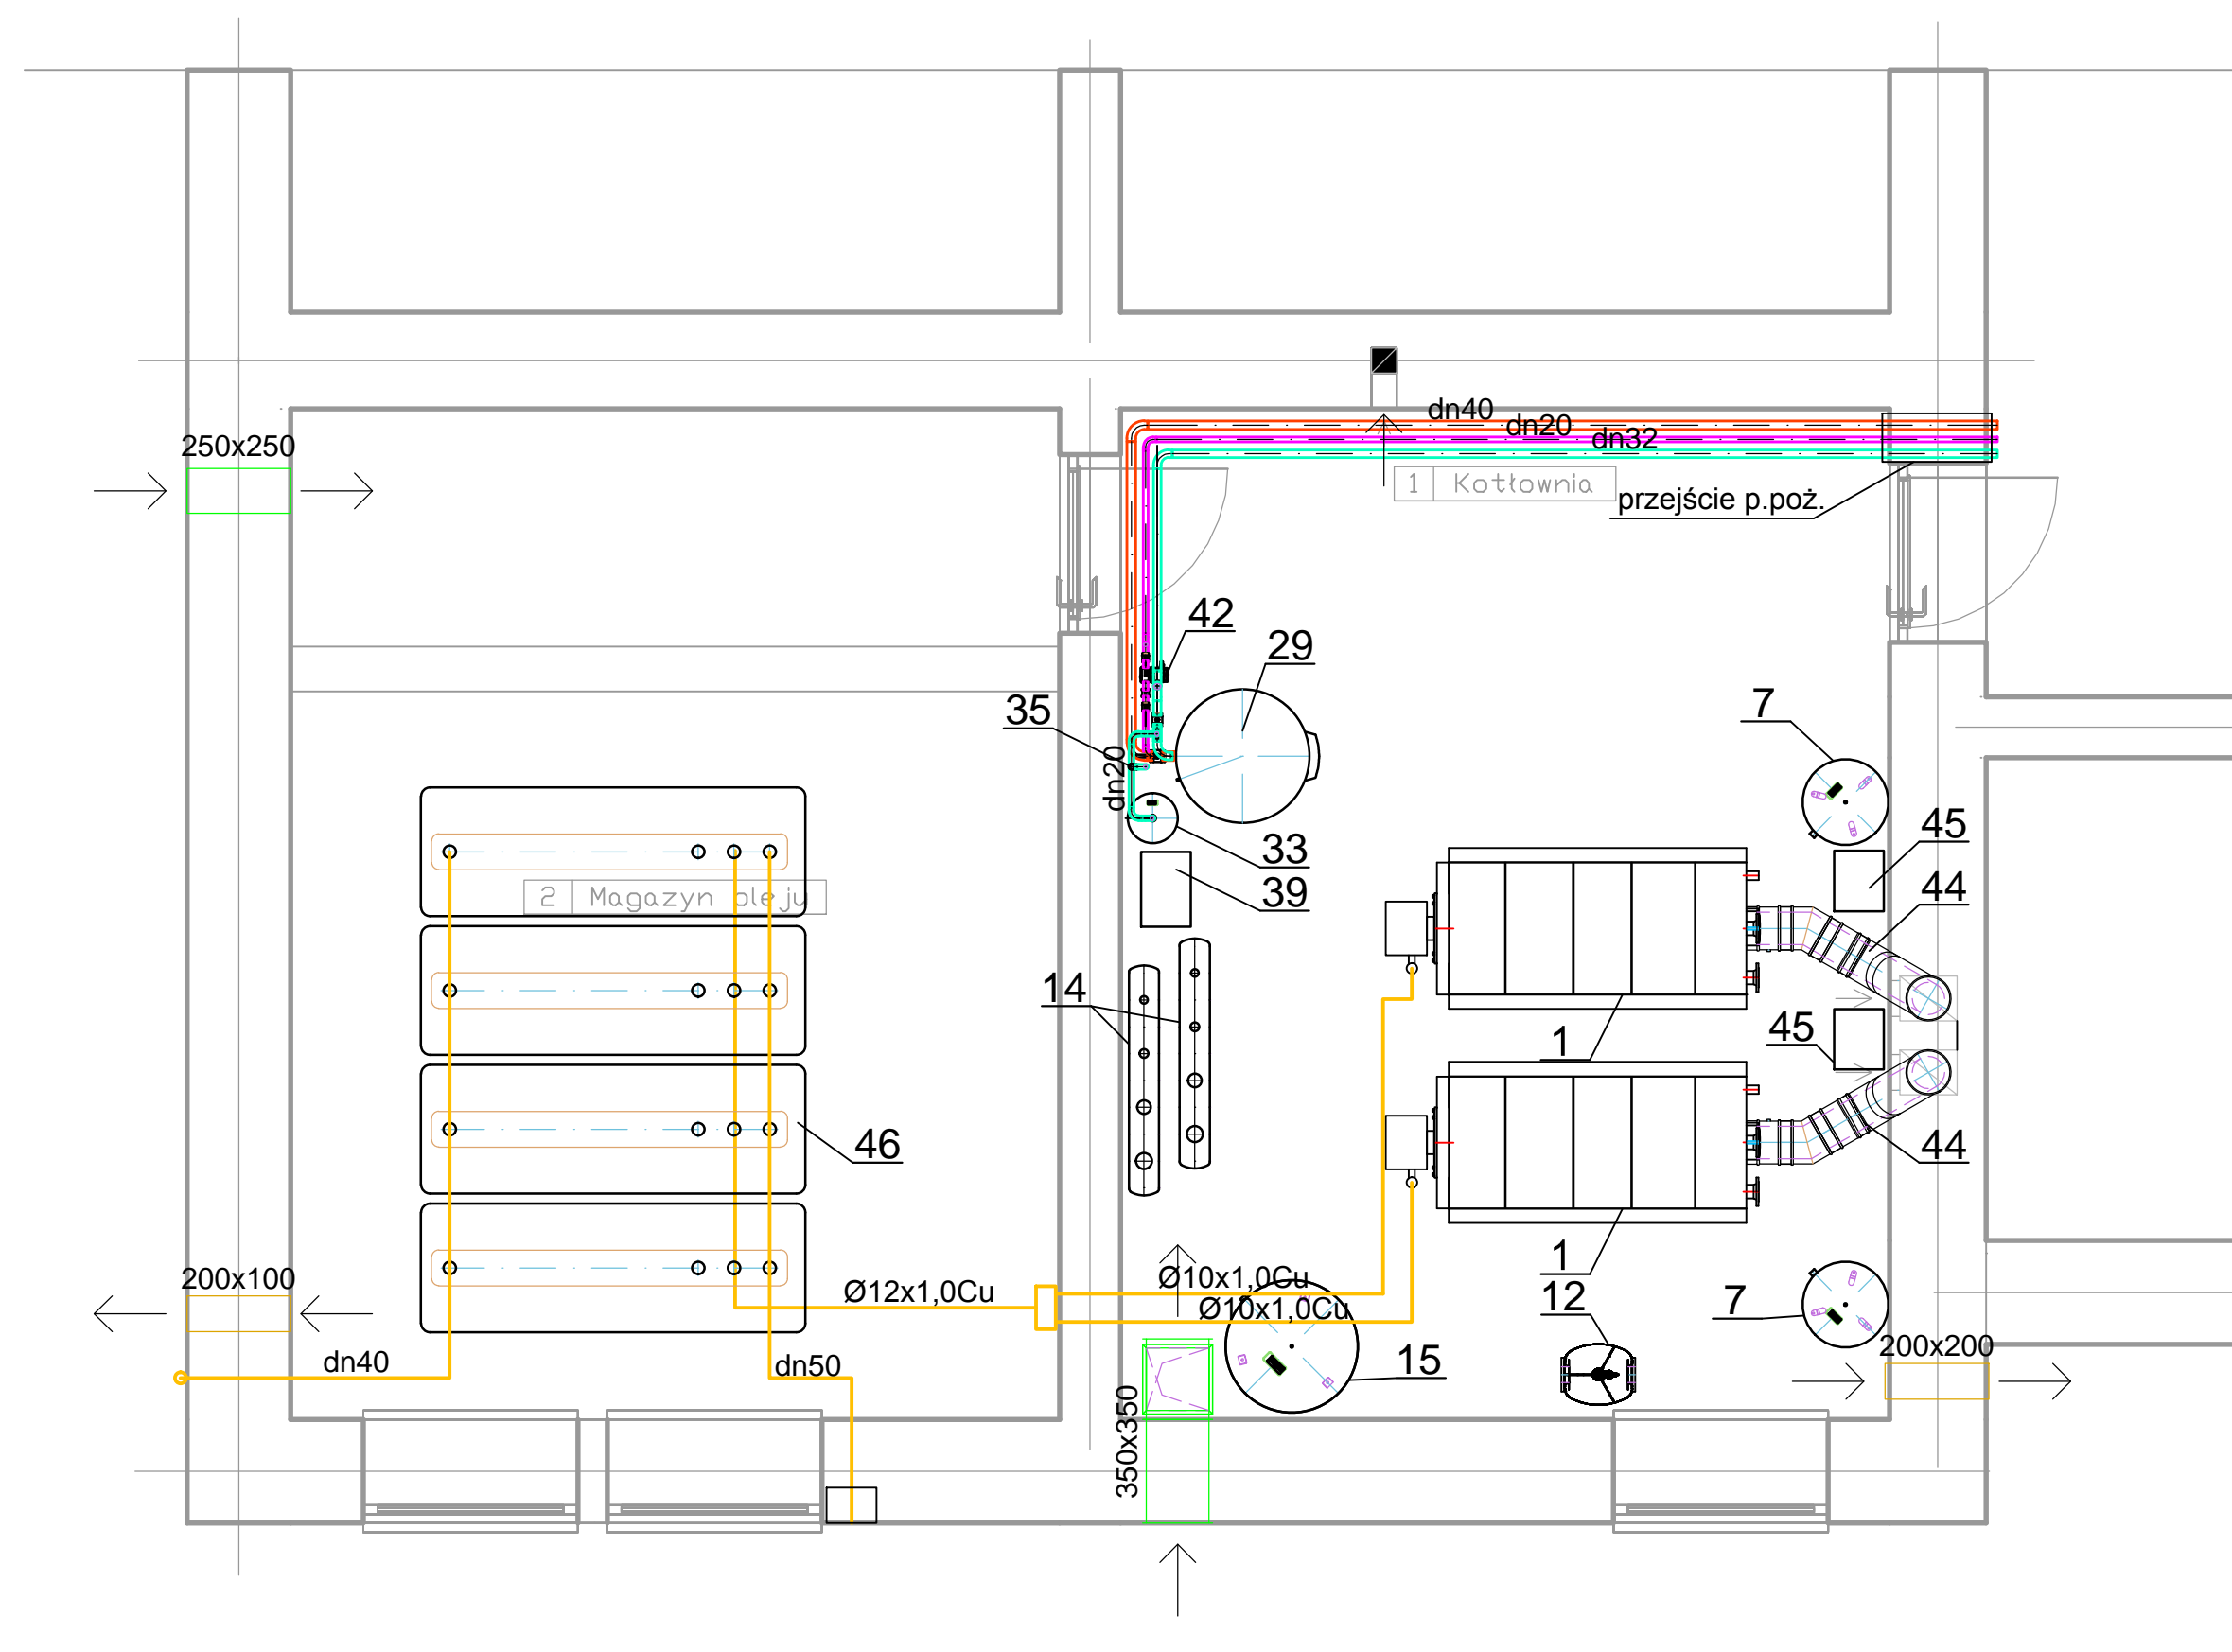 dn40
dn20
dn32
250x250
1 Kotłownia
przejście p.poż.
42
29
35
7
dn20
45
33
44
39
2 Magazyn oleju
14
1
45
46
44
1
200x100
Ø12x1,0Cu
Ø10x1,0Cu
Ø10x1,0Cu
12
7
200x200
dn40
dn50
15
350x350